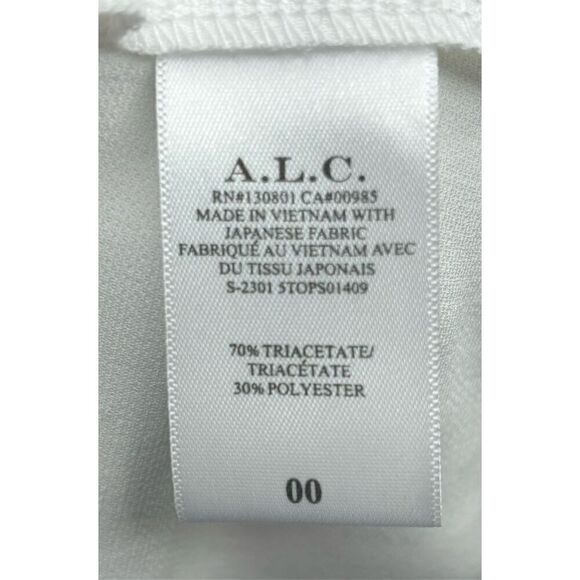 A.L.C.
RN#130801 CA#00985
MADE IN VIETNAM WITH
JAPANESE FABRIC
FABRIQUÉ AU VIETNAM AVEC
DU TISSU JAPONAIS
S-2301 5TOPS01409
70% TRIACETATE/
TRIACÉTATE
30% POLYESTER
00